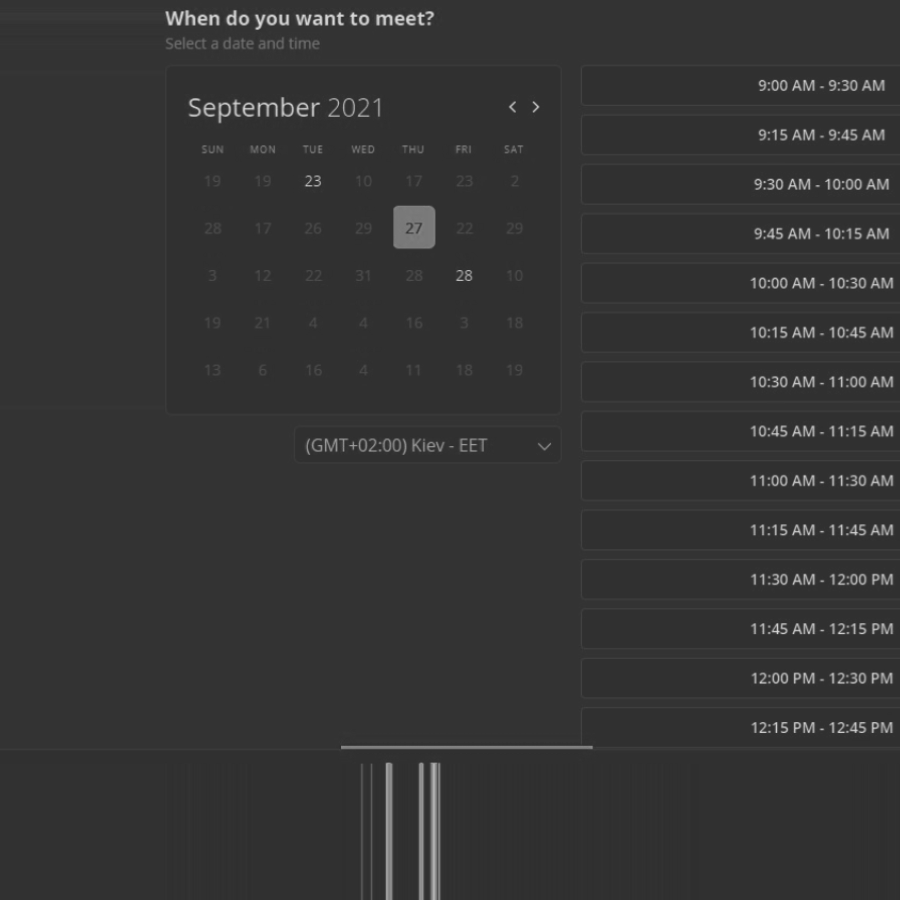 When do you want to meet?
Select a date and time
September 2021
SUN MON TUE WED THU FRI SAT
19 19 23 10 17 23 2
28 17 26 29 27 22 29
3 12 22 31 28 28 10
19 21 4 4 16 3 18
13 6 16 4 11 18 19
(GMT+02:00) Kiev - EET
9:00 AM - 9:30 AM
9:15 AM - 9:45 AM
9:30 AM - 10:00 AM
9:45 AM - 10:15 AM
10:00 AM - 10:30 AM
10:15 AM - 10:45 AM
10:30 AM - 11:00 AM
10:45 AM - 11:15 AM
11:00 AM - 11:30 AM
11:15 AM - 11:45 AM
11:30 AM - 12:00 PM
11:45 AM - 12:15 PM
12:00 PM - 12:30 PM
12:15 PM - 12:45 PM